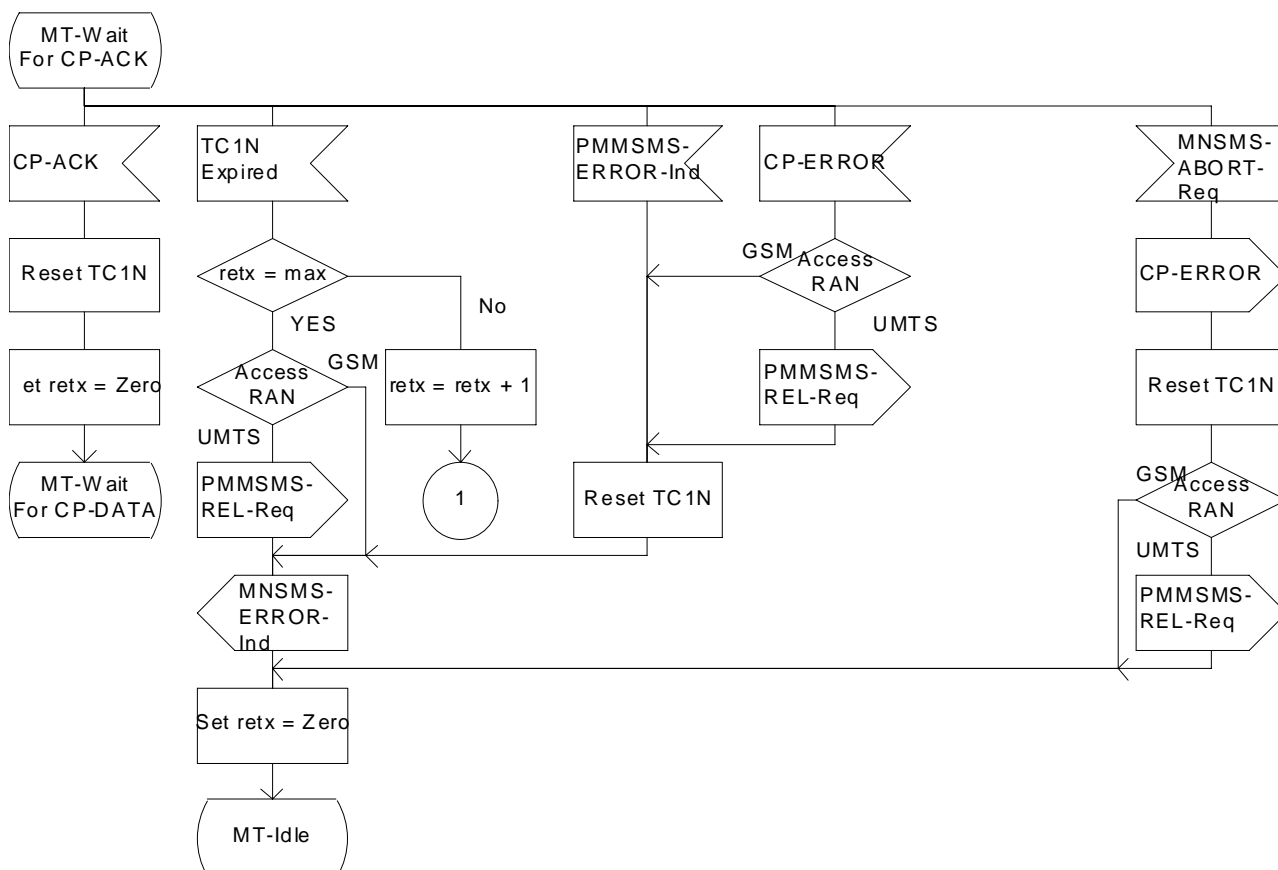 MT-Wait
For CP-ACK
CP-ACK
TC1N
Expired
PMMSMS-
ERROR-Ind
CP-ERROR
MNSMS-
ABORT-
Req
Reset TC1N
retx = max
No
YES
GSM
Access
RAN
UMTS
CP-ERROR
et retx = Zero
Access
RAN
GSM
UMTS
retx = retx + 1
PMMSMS-
REL-Req
Reset TC1N
MT-Wait
For CP-DATA
PMMSMS-
REL-Req
1
Reset TC1N
GSM
Access
RAN
UMTS
MNSMS-
ERROR-
Ind
PMMSMS-
REL-Req
Set retx = Zero
MT-Idle